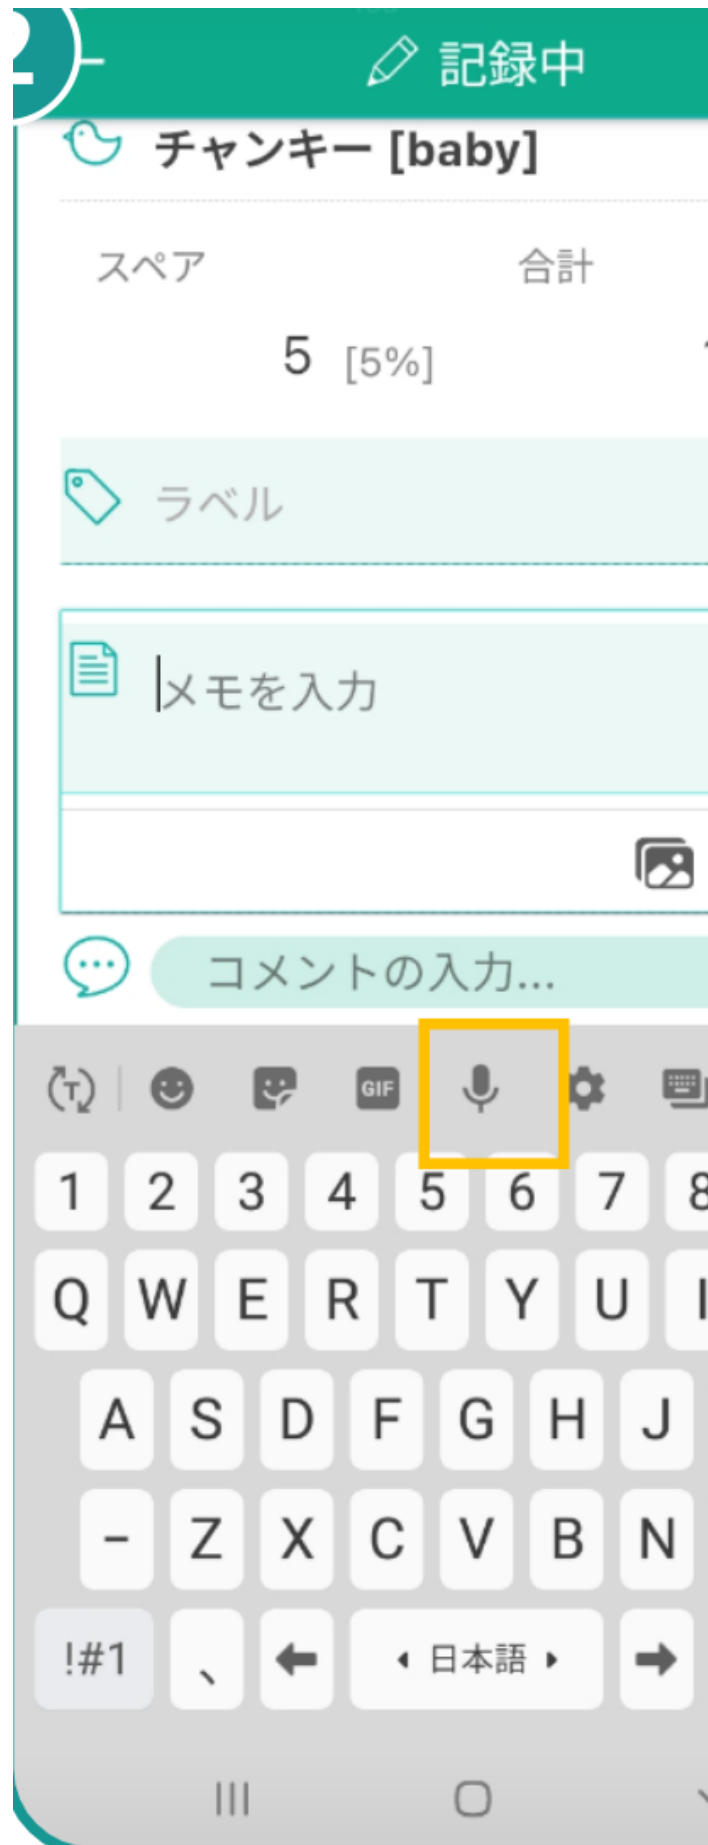 2
記録中
チャンキー [baby]
スペア 合計
5 [5%]
ラベル
メモを入力
コメントの入力...
T GIF
1 2 3 4 5 6 7 8
Q W E R T Y U I
A S D F G H J
- Z X C V B N
!#1 、 日本語